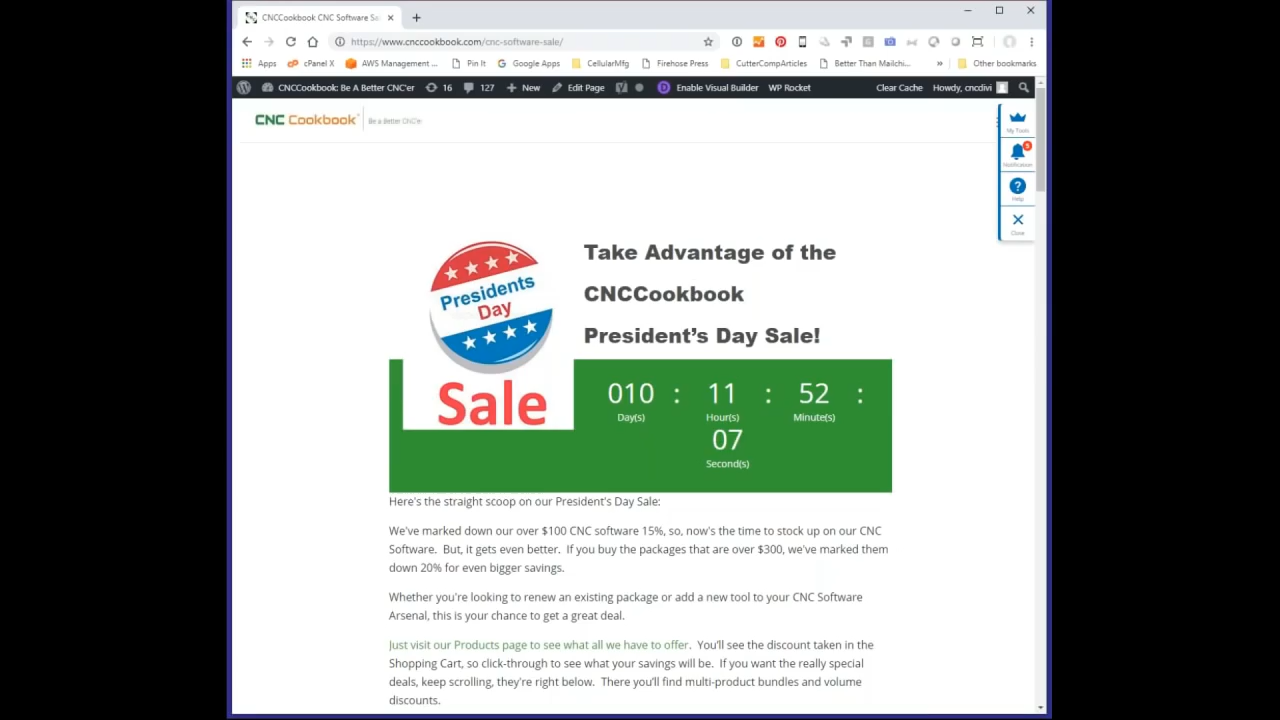 CNCCookbook CNC Software Sa
https://www.cnccookbook.com/cnc-software-sale/
Apps cPanel X AWS Management ... Pin It Google Apps CellularMfg Firehose Press CutterCompArticles Better Than Mailchi... » Other bookmarks
CNCCookbook: Be A Better CNC'er 16 127 New Edit Page Enable Visual Builder WP Rocket Clear Cache Howdy, cncdivi
CNC Cookbook Be a Better CNC'er
My Tools
5
Notification
Help
Close
Presidents
Day
Sale
Take Advantage of the
CNCCookbook
President’s Day Sale!
010 : 11 : 52 :
Day(s) Hour(s) Minute(s)
07
Second(s)
Here's the straight scoop on our President's Day Sale:
We've marked down our over $100 CNC software 15%, so, now's the time to stock up on our CNC
Software. But, it gets even better. If you buy the packages that are over $300, we've marked them
down 20% for even bigger savings.
Whether you're looking to renew an existing package or add a new tool to your CNC Software
Arsenal, this is your chance to get a great deal.
Just visit our Products page to see what all we have to offer. You'll see the discount taken in the
Shopping Cart, so click-through to see what your savings will be. If you want the really special
deals, keep scrolling, they're right below. There you'll find multi-product bundles and volume
discounts.